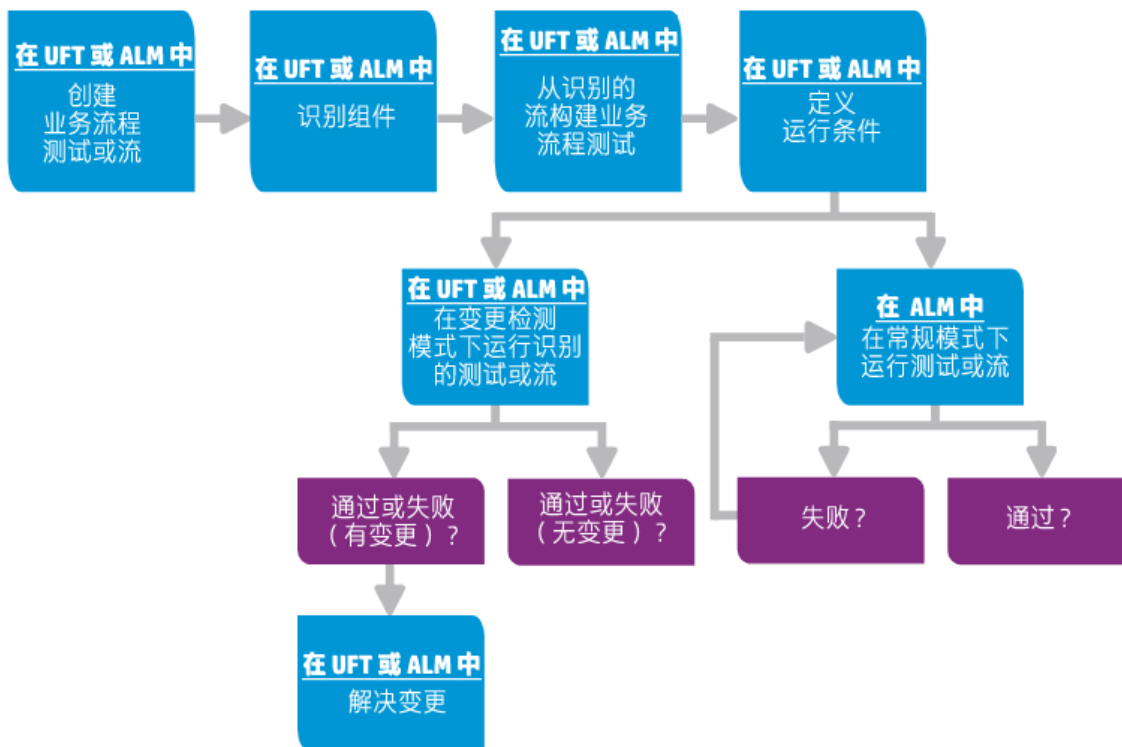 在 UFT 或 ALM 中
创建
业务流程
测试或流
在 UFT 或 ALM 中
识别组件
在 UFT 或 ALM 中
从识别的
流构建业务
流程测试
在 UFT 或 ALM 中
定义
运行条件
在 UFT 或 ALM 中
在变更检测
模式下运行识别
的测试或流
在 ALM 中
在常规模式下
运行测试或流
通过或失败
（有变更）？
通过或失败
（无变更）？
失败？
通过？
在 UFT 或 ALM 中
解决变更